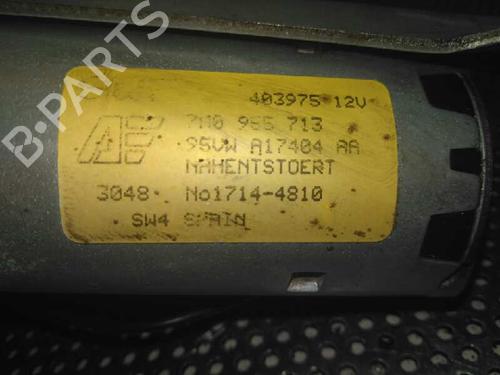 B-PARTS
403975 12V
7M0 955 713
95VW A17404 AA
NAHENTSTOERT
3048 No1714-4810
SW4 SPAIN